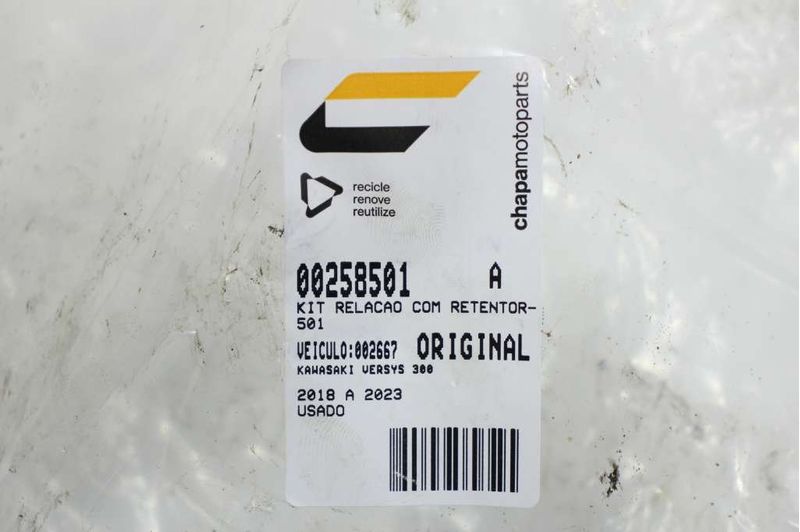 chapamotoparts
recicle
renove
reutilize
00258501 A
KIT RELACAO COM RETENTOR-
501
VEICULO:002667 ORIGINAL
KAWASAKI VERSYS 300
2018 A 2023
USADO